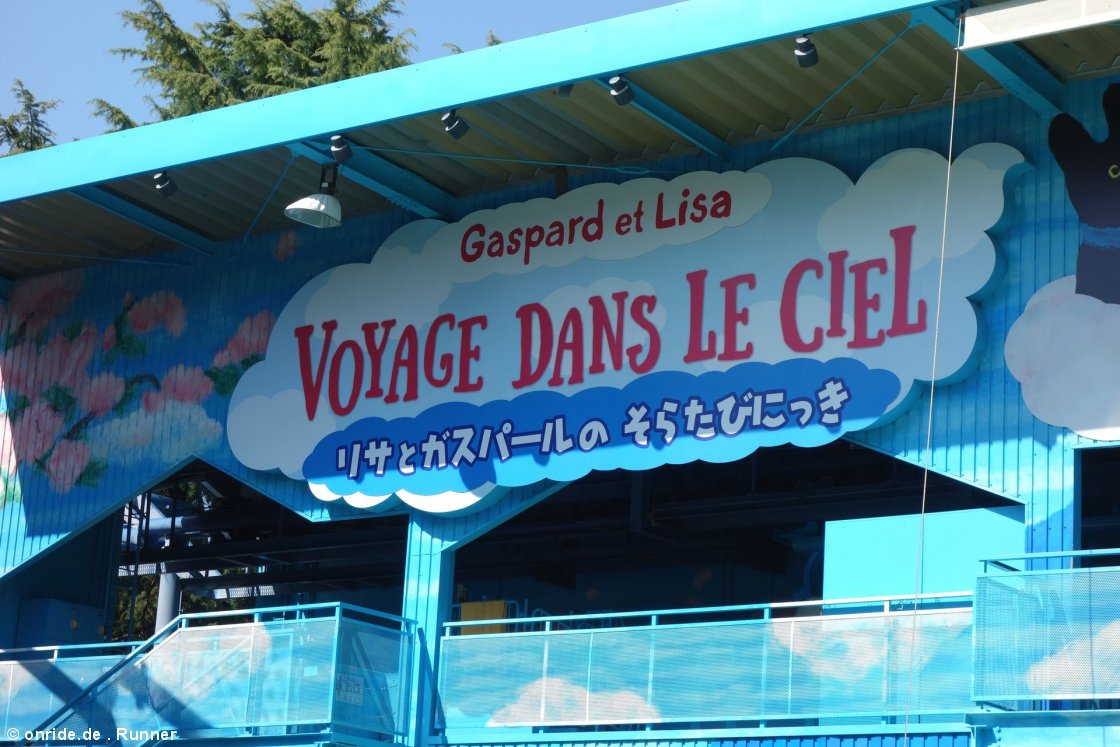 Gaspard et Lisa
VOYAGE DANS LE CIEL
リサとガスパールの そらたびにっき
© onride.de . Runner